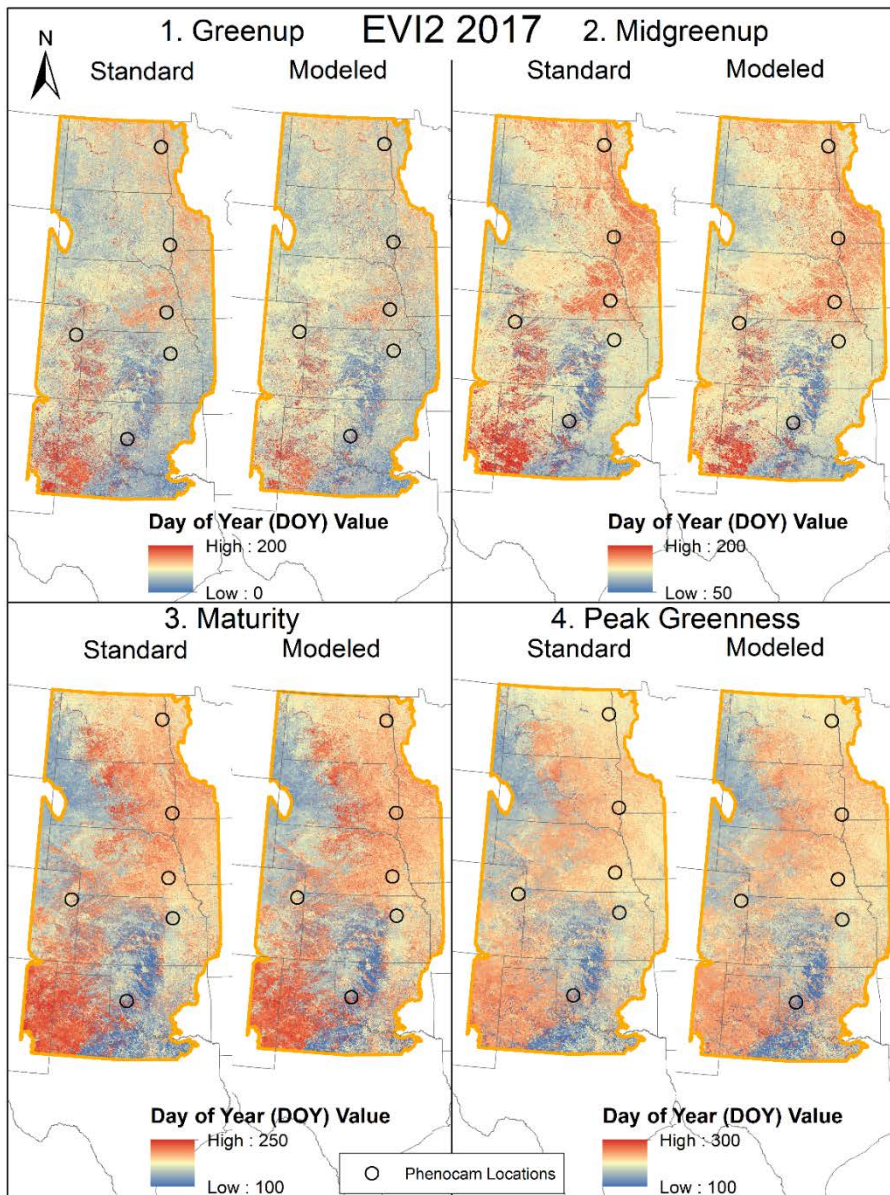 EVI2 2017
1. Greenup
2. Midgreenup
N
Standard
Modeled
Standard
Modeled
Day of Year (DOY) Value
High : 200
Low : 0
Day of Year (DOY) Value
High : 200
Low : 50
3. Maturity
4. Peak Greenness
Standard
Modeled
Standard
Modeled
Day of Year (DOY) Value
High : 250
Low : 100
Day of Year (DOY) Value
High : 300
Low : 100
Phenocam Locations